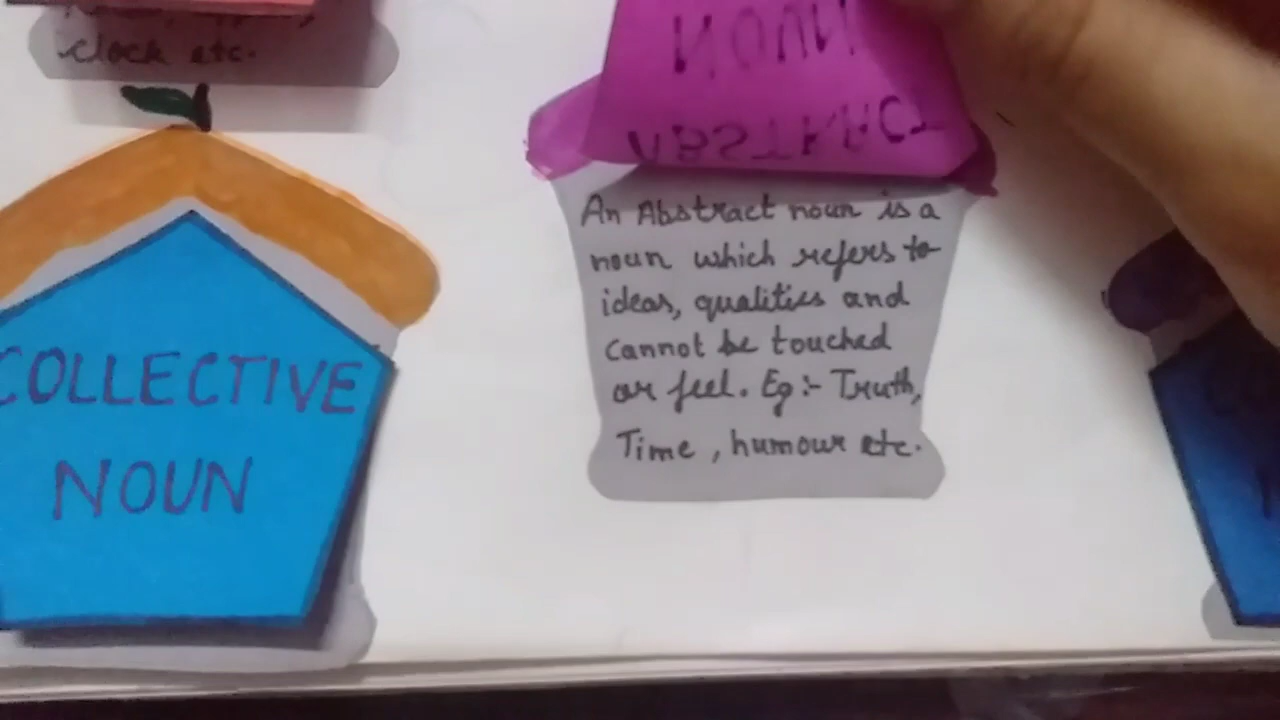 clock etc.
NOUN
ABSTRACT
An Abstract noun is a
noun which refers to
ideas, qualities and
cannot be touched
or feel. Eg:- Truth,
Time, humour etc.
COLLECTIVE
NOUN